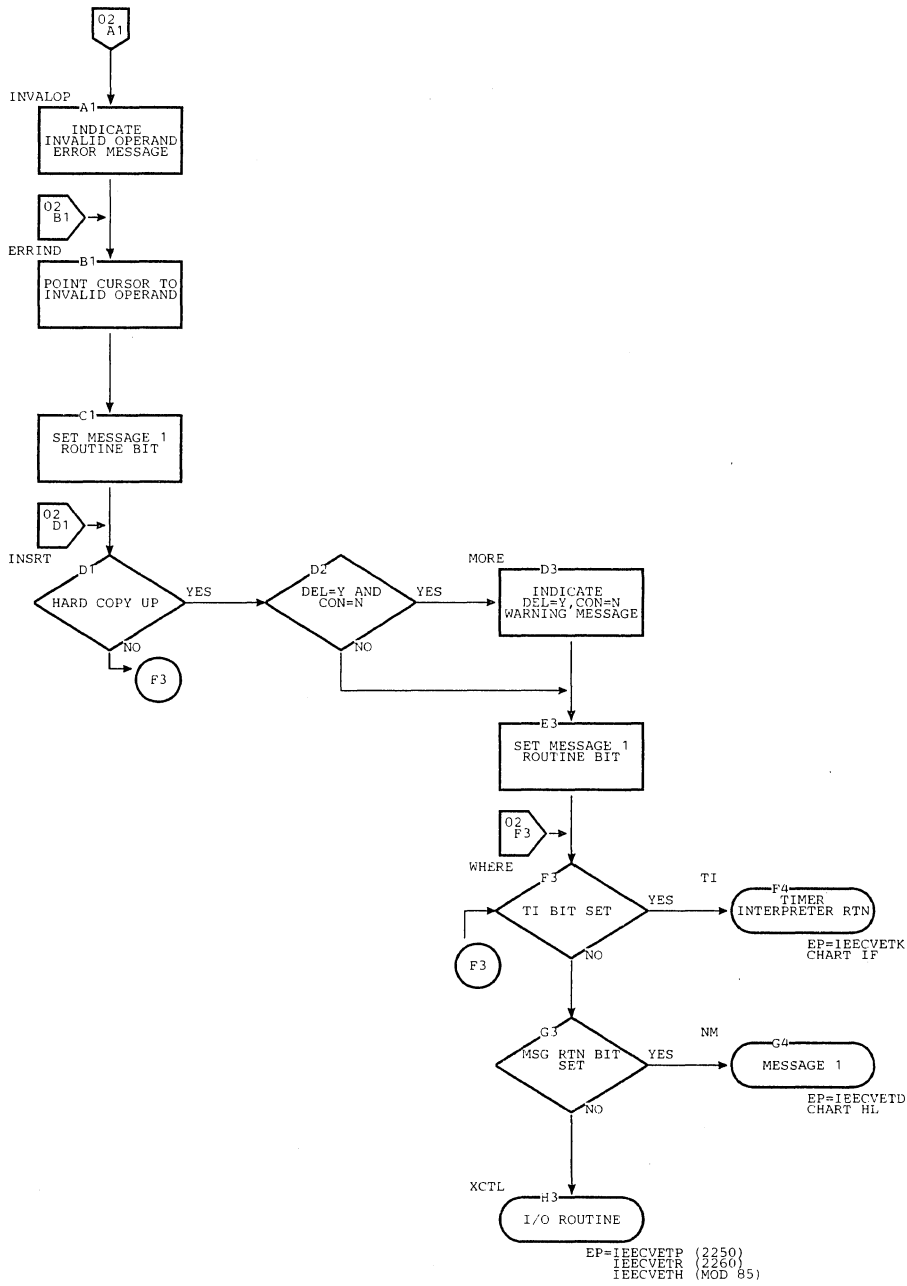 02
A1
INVALOP
A1
INDICATE
INVALID OPERAND
ERROR MESSAGE
02
B1
ERRIND
B1
POINT CURSOR TO
INVALID OPERAND
C1
SET MESSAGE 1
ROUTINE BIT
02
D1
INSRT
D1
HARD COPY UP
YES
NO
F3
D2
DEL=Y AND
CON=N
YES
NO
MORE
D3
INDICATE
DEL=Y,CON=N
WARNING MESSAGE
E3
SET MESSAGE 1
ROUTINE BIT
02
F3
WHERE
F3
TI BIT SET
YES
NO
F3
TI
F4
TIMER
INTERPRETER RTN
EP=IEECVETK
CHART IF
G3
MSG RTN BIT
SET
YES
NO
NM
G4
MESSAGE 1
EP=IEECVETD
CHART HL
XCTL
H3
I/O ROUTINE
EP=IEECVETP (2250)
IEECVETR (2260)
IEECVETH (MOD 85)